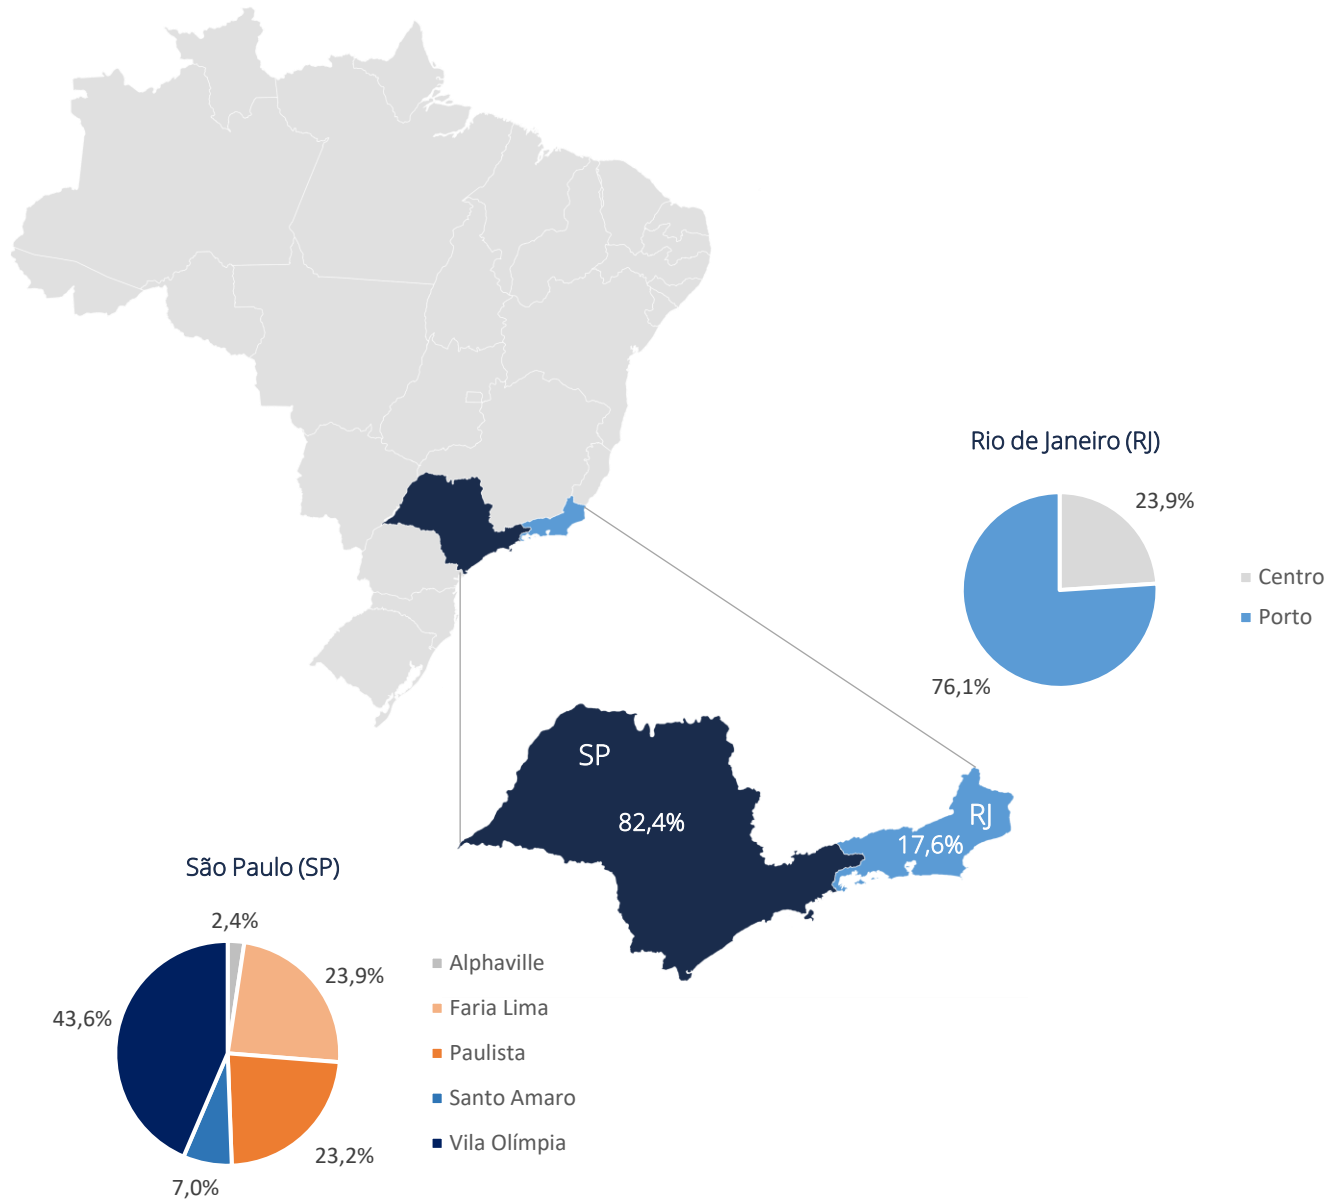 Rio de Janeiro (RJ)
23,9%
Centro
Porto
76,1%
SP
82,4%
RJ
17,6%
São Paulo (SP)
2,4%
23,9%
43,6%
23,2%
7,0%
Alphaville
Faria Lima
Paulista
Santo Amaro
Vila Olímpia